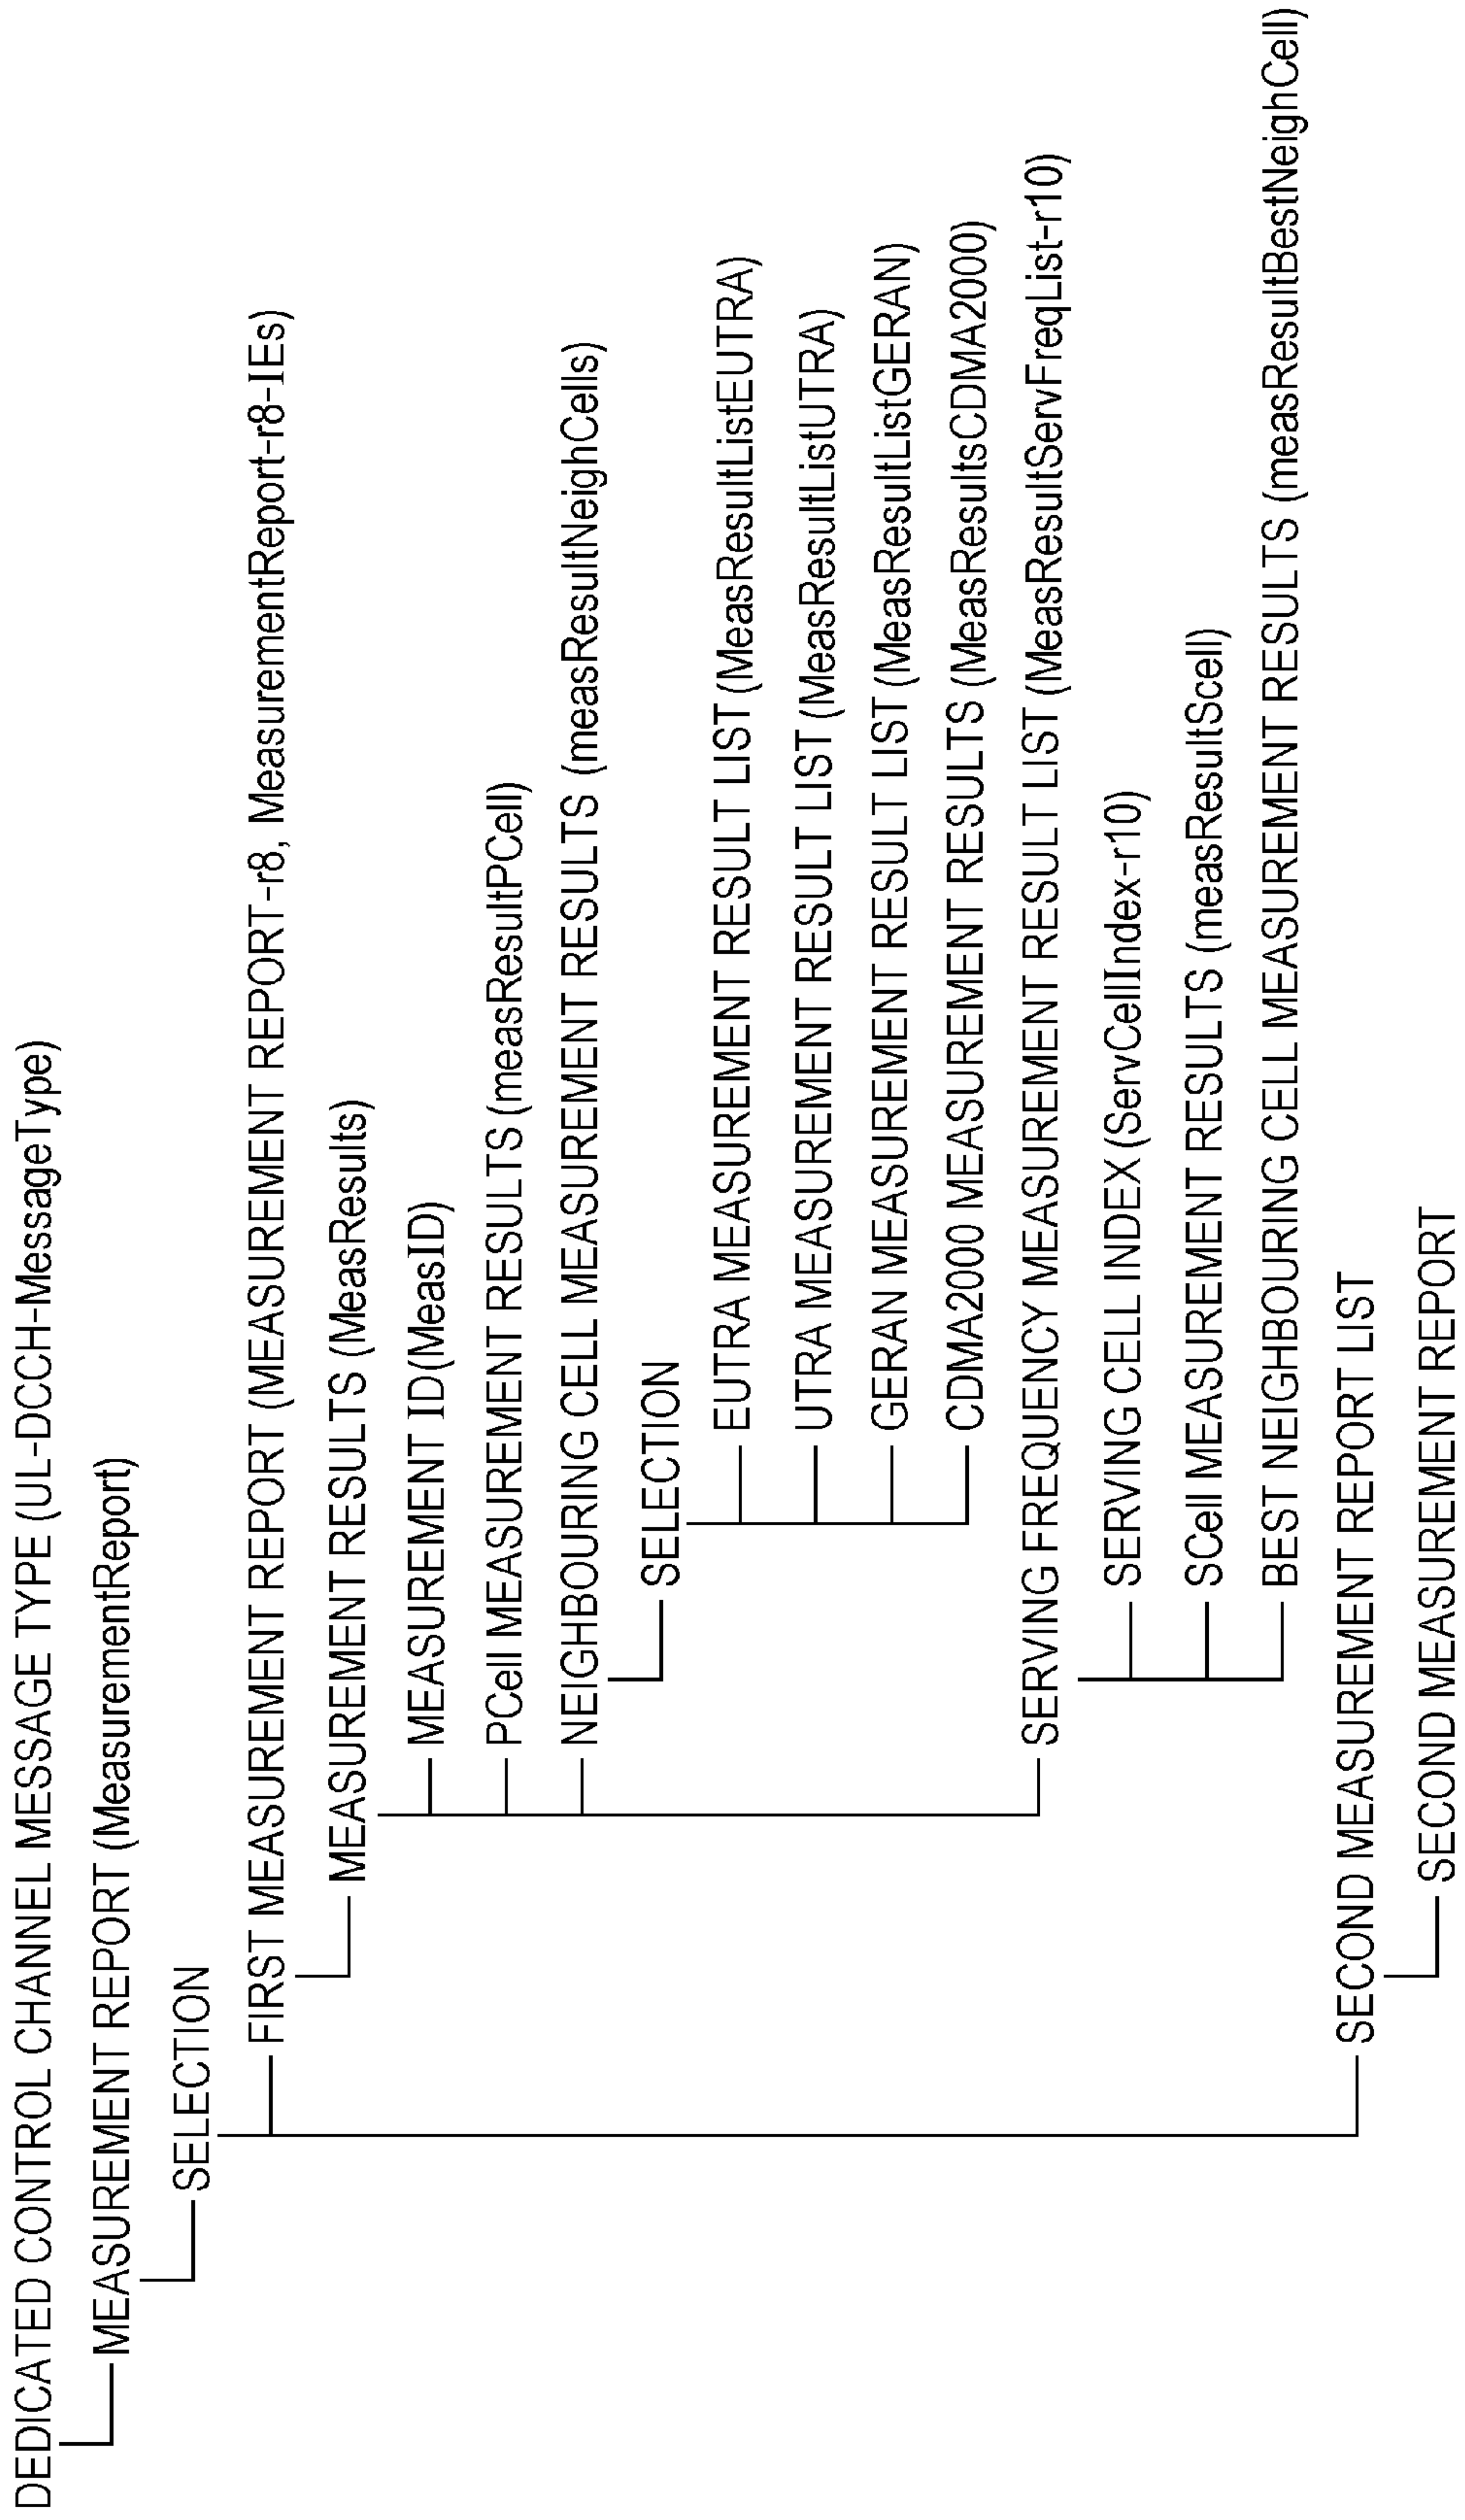 DEDICATED CONTROL CHANNEL MESSAGE TYPE (UL-DCCH-MessageType)
MEASUREMENT REPORT (MeasurementReport)
SELECTION
FIRST MEASUREMENT REPORT (MEASUREMENT REPORT-r8, MeasurementReport-r8-IEs)
MEASUREMENT RESULTS (MeasResults)
MEASUREMENT ID(MeasID)
PCell MEASUREMENT RESULTS (measResultPCell)
NEIGHBOURING CELL MEASUREMENT RESULTS (measResultNeighCells)
SELECTION
EUTRA MEASUREMENT RESULT LIST (MeasResultListEUTRA)
UTRA MEASUREMENT RESULT LIST (MeasResultListUTRA)
GERAN MEASUREMENT RESULT LIST (MeasResultListGERAN)
CDMA2000 MEASUREMENT RESULTS (MeasResultsCDMA2000)
SERVING FREQUENCY MEASUREMENT RESULT LIST (MeasResultServFreqList-r10)
SERVING CELL INDEX (ServCellIndex-r10)
SCell MEASUREMENT RESULTS (measResultScell)
BEST NEIGHBOURING CELL MEASUREMENT RESULTS (measResultBestNeighCell)
SECOND MEASUREMENT REPORT LIST
SECOND MEASUREMENT REPORT